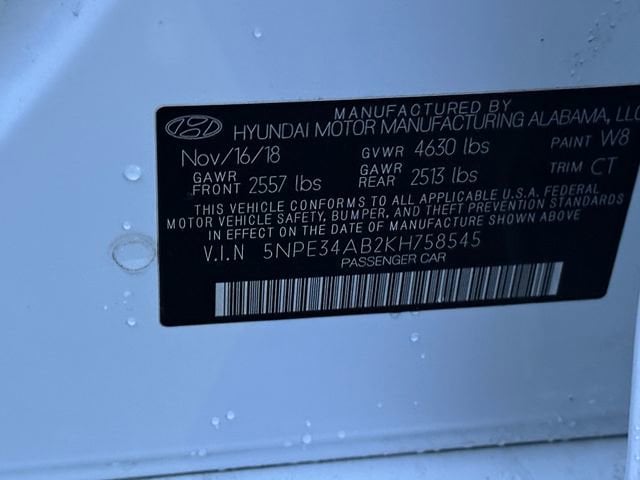 MANUFACTURED BY
HYUNDAI MOTOR MANUFACTURING ALABAMA, LLC
Nov/16/18 GVWR 4630 lbs PAINT W8
GAWR FRONT 2557 lbs GAWR REAR 2513 lbs TRIM CT
THIS VEHICLE CONFORMS TO ALL APPLICABLE U.S.A. FEDERAL
MOTOR VEHICLE SAFETY, BUMPER, AND THEFT PREVENTION STANDARDS
IN EFFECT ON THE DATE OF MANUFACTURE SHOWN ABOVE.
V.I.N 5NPE34AB2KH758545
PASSENGER CAR